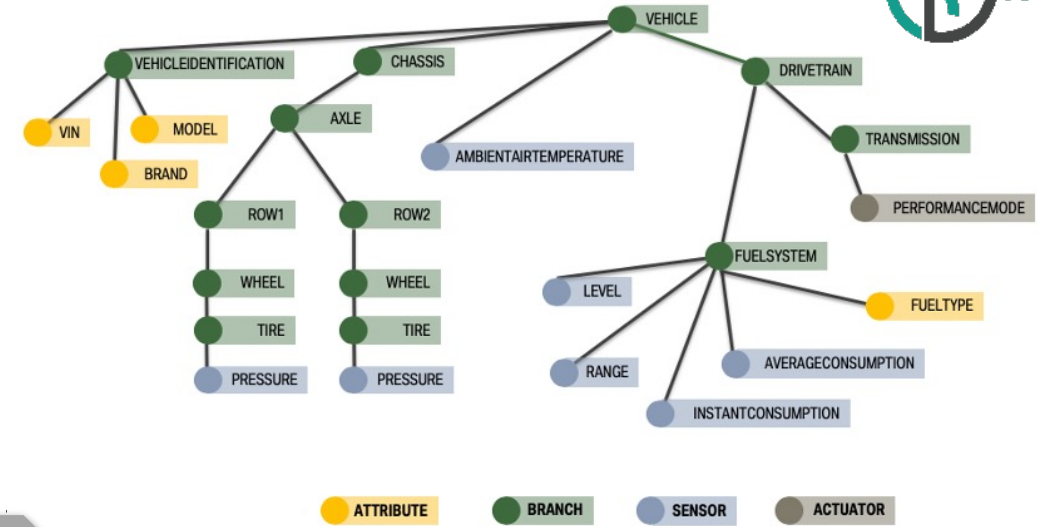 VEHICLE
VEHICLEIDENTIFICATION
CHASSIS
DRIVETRAIN
VIN
MODEL
AXLE
BRAND
AMBIENTAIRTEMPERATURE
TRANSMISSION
PERFORMANCEMODE
ROW1
ROW2
FUELSYSTEM
WHEEL
WHEEL
LEVEL
FUELTYPE
TIRE
TIRE
AVERAGECONSUMPTION
PRESSURE
PRESSURE
RANGE
INSTANTCONSUMPTION
ATTRIBUTE
BRANCH
SENSOR
ACTUATOR